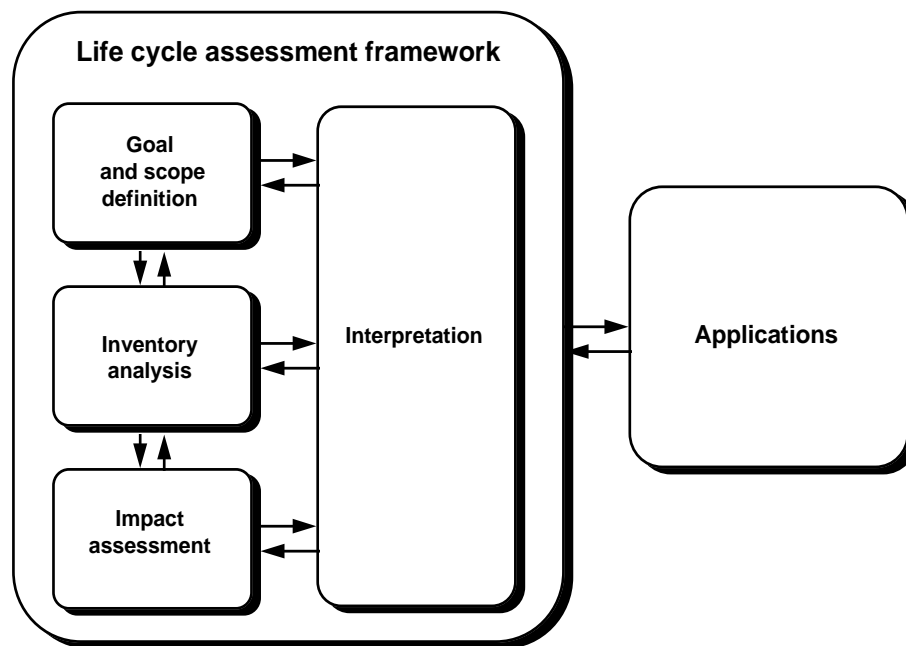 Life cycle assessment framework
Goal
and scope
definition
Inventory
analysis
Impact
assessment
Interpretation
Applications